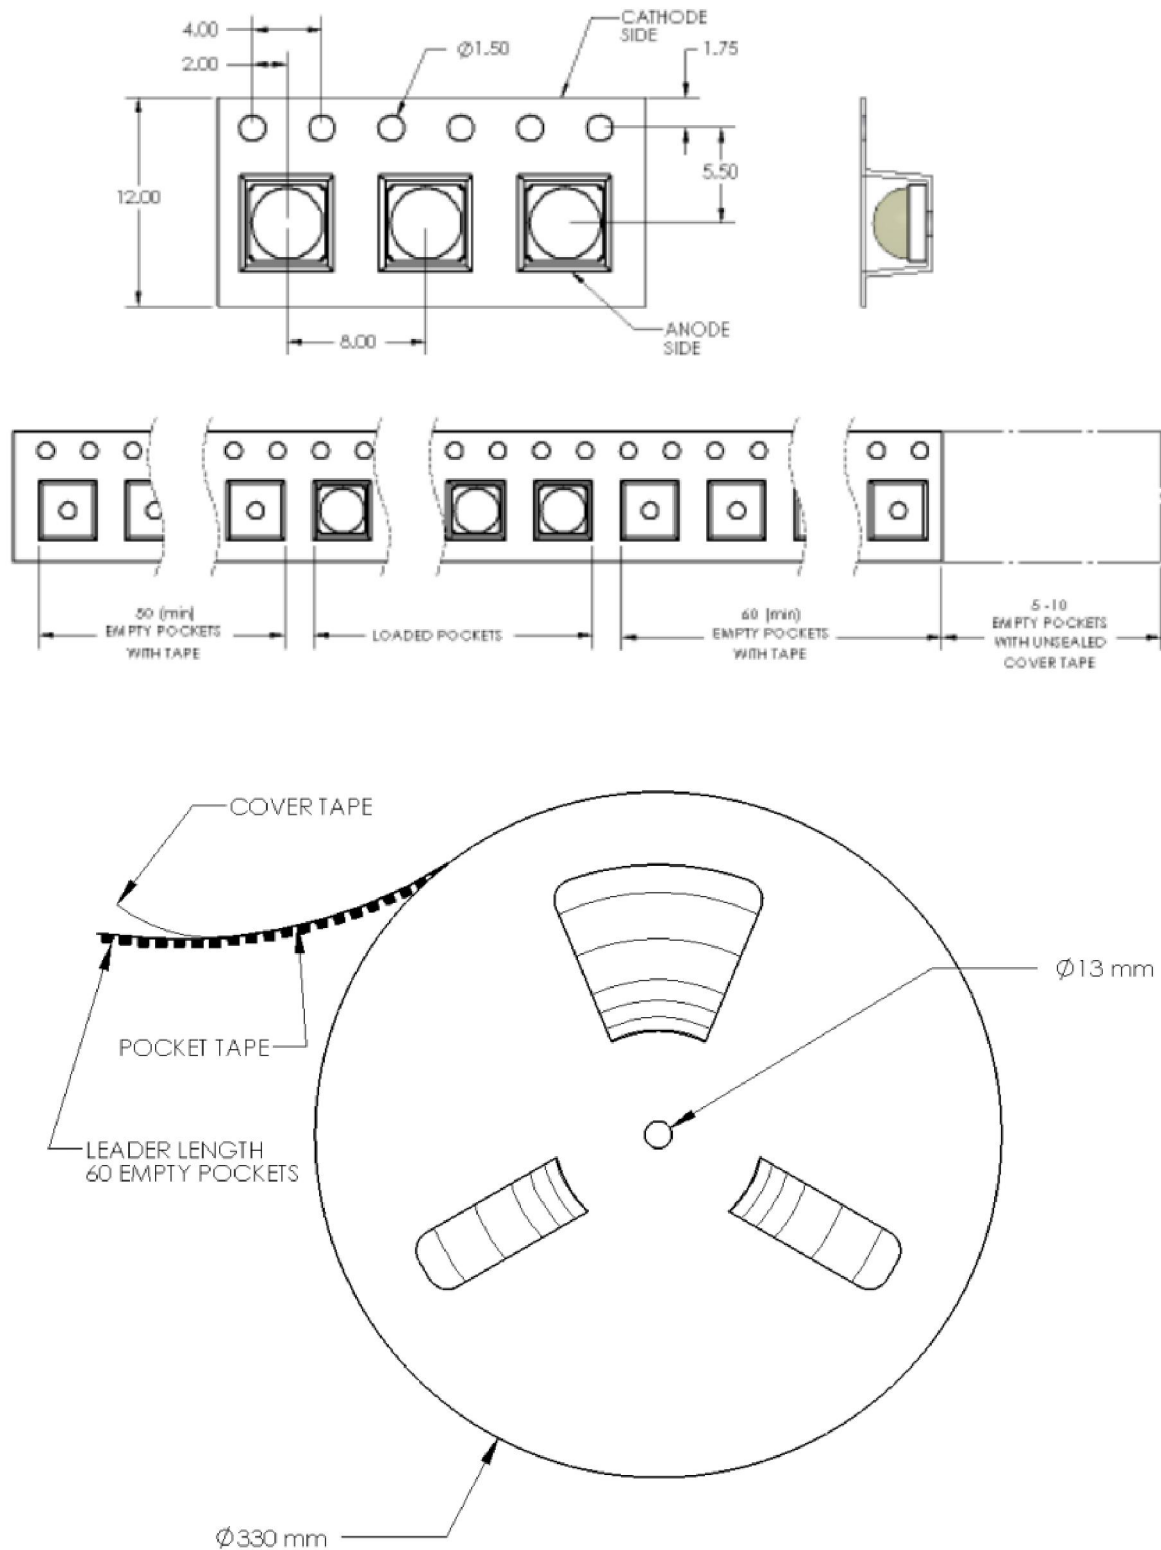 4.00
CATHODE
SIDE
Ø1.50
1.75
2.00
12.00
5.50
8.00
ANODE
SIDE
EMPTY POCKETS
WITH TAPE
LOADED POCKETS
60 (min)
EMPTY POCKETS
WITH TAPE
5 -10
EMPTY POCKETS
WITH UNSEALED
COVER TAPE
COVER TAPE
Ø13 mm
POCKET TAPE
LEADER LENGTH
60 EMPTY POCKETS
Ø330 mm